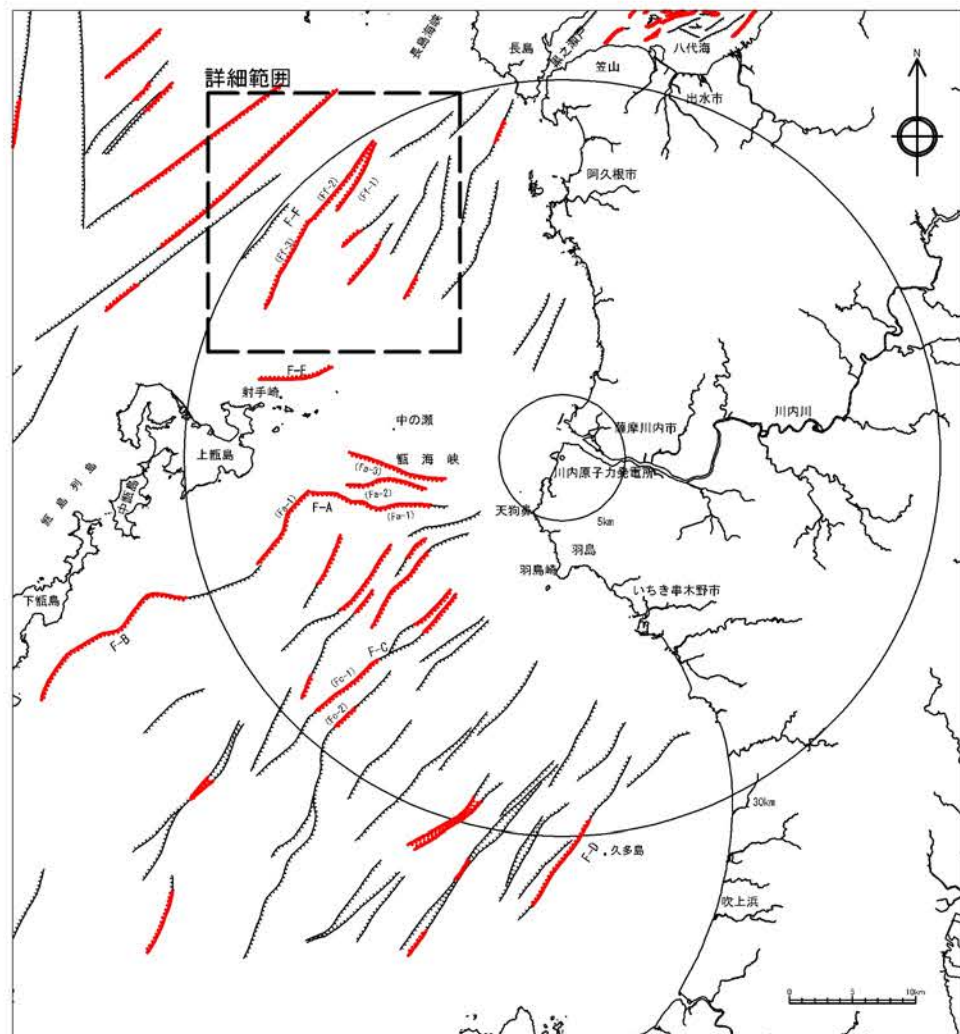 長島海峡
長島
黒之瀬戸
八代海
笠山
出水市
N
詳細範囲
阿久根市
(Ff-2)
(Ff-1)
F-F
(Ff-3)
F-E
射手崎
中の瀬
甑海峡
上甑島
中甑島
甑島列島
下甑島
(Fa-3)
(Fa-2)
(Fa-1)
F-A
(Fa-1)
F-B
薩摩川内市
川内川
川内原子力発電所
天狗鼻
5km
羽島
羽島崎
いちき串木野市
F-C
(Fc-1)
(Fc-2)
30km
F-D
久多島
吹上浜
0 5 10km